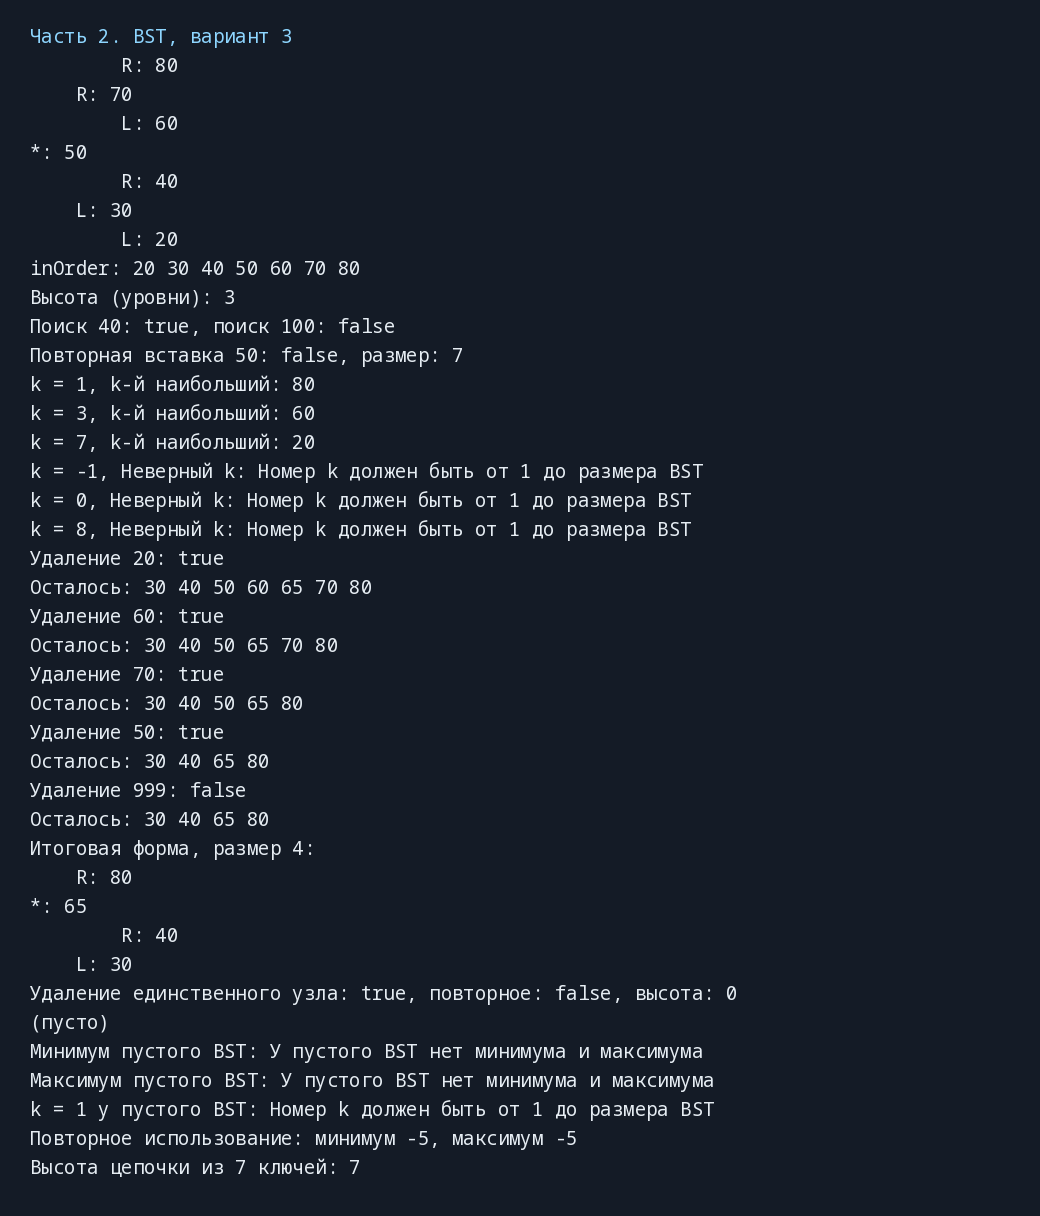 Часть 2. BST, вариант 3
        R: 80
    R: 70
        L: 60
*: 50
        R: 40
    L: 30
        L: 20
inOrder: 20 30 40 50 60 70 80
Высота (уровни): 3
Поиск 40: true, поиск 100: false
Повторная вставка 50: false, размер: 7
k = 1, k-й наибольший: 80
k = 3, k-й наибольший: 60
k = 7, k-й наибольший: 20
k = -1, Неверный k: Номер k должен быть от 1 до размера BST
k = 0, Неверный k: Номер k должен быть от 1 до размера BST
k = 8, Неверный k: Номер k должен быть от 1 до размера BST
Удаление 20: true
Осталось: 30 40 50 60 65 70 80
Удаление 60: true
Осталось: 30 40 50 65 70 80
Удаление 70: true
Осталось: 30 40 50 65 80
Удаление 50: true
Осталось: 30 40 65 80
Удаление 999: false
Осталось: 30 40 65 80
Итоговая форма, размер 4:
    R: 80
*: 65
        R: 40
    L: 30
Удаление единственного узла: true, повторное: false, высота: 0
(пусто)
Минимум пустого BST: У пустого BST нет минимума и максимума
Максимум пустого BST: У пустого BST нет минимума и максимума
k = 1 у пустого BST: Номер k должен быть от 1 до размера BST
Повторное использование: минимум -5, максимум -5
Высота цепочки из 7 ключей: 7